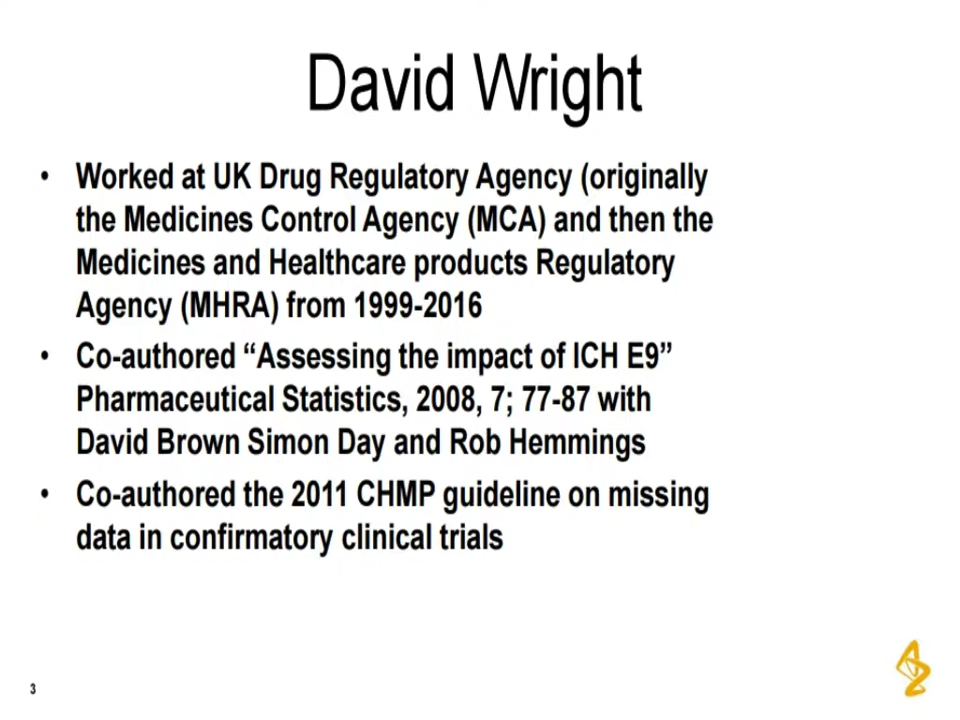 David Wright
• Worked at UK Drug Regulatory Agency (originally
the Medicines Control Agency (MCA) and then the
Medicines and Healthcare products Regulatory
Agency (MHRA) from 1999-2016
• Co-authored “Assessing the impact of ICH E9”
Pharmaceutical Statistics, 2008, 7; 77-87 with
David Brown Simon Day and Rob Hemmings
• Co-authored the 2011 CHMP guideline on missing
data in confirmatory clinical trials
3